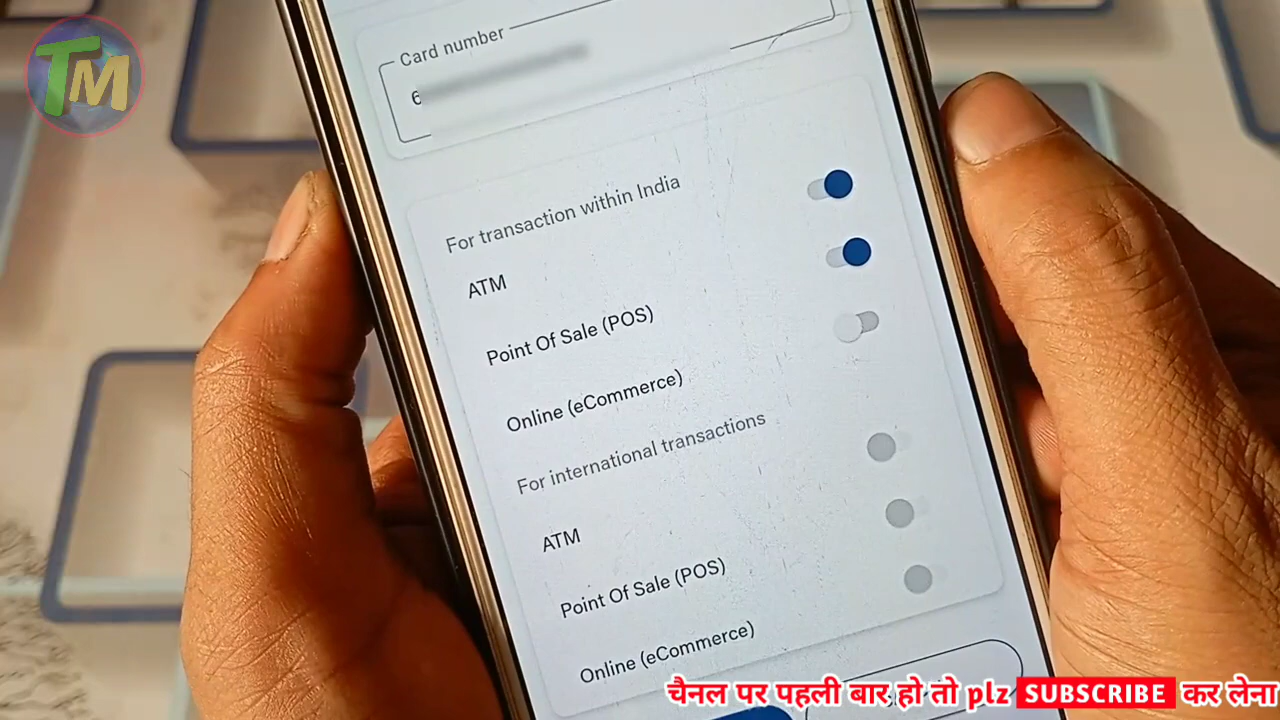 TM
Card number
6
For transaction within India
ATM
Point Of Sale (POS)
Online (eCommerce)
For international transactions
ATM
Point Of Sale (POS)
Online (eCommerce)
चैनल पर पहली बार हो तो plz SUBSCRIBE कर लेना